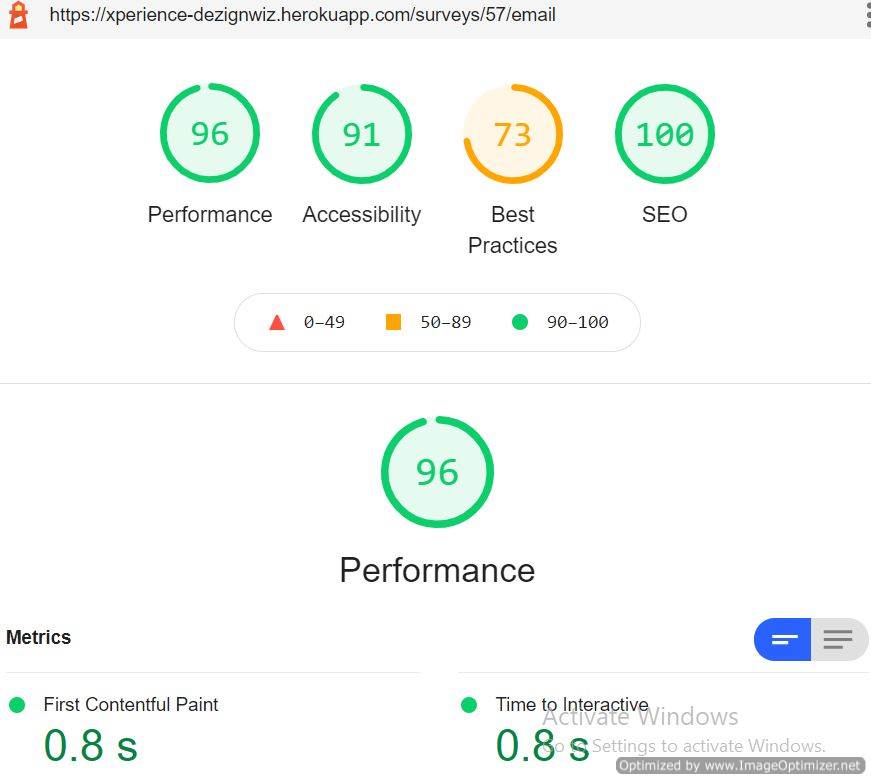 https://xperience-dezignwiz.herokuapp.com/surveys/57/email
96
91
73
100
Performance
Accessibility
Best
Practices
SEO
0–49
50–89
90–100
96
Performance
Metrics
First Contentful Paint
Time to Interactive
0.8 s
0.8 s
Activate Windows
Go to Settings to activate Windows.
Optimized by www.ImageOptimizer.net